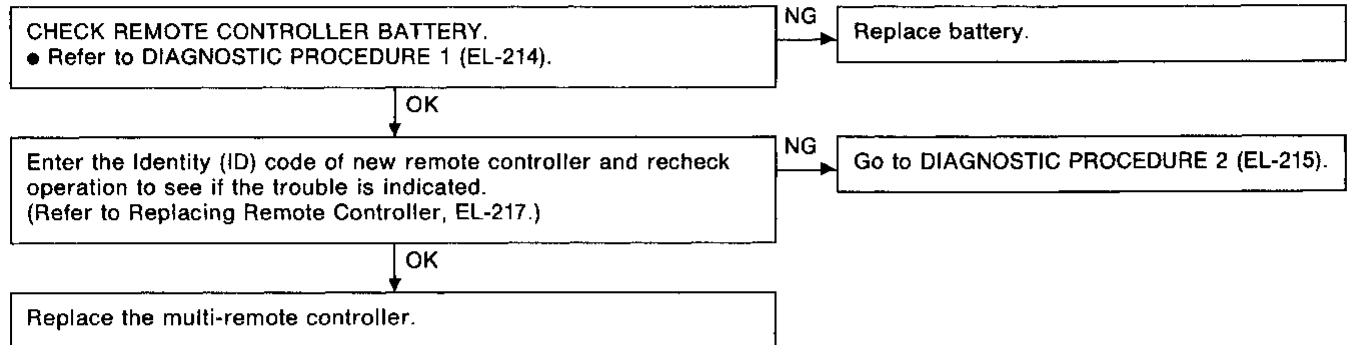 CHECK REMOTE CONTROLLER BATTERY.
● Refer to DIAGNOSTIC PROCEDURE 1 (EL-214).
NG
Replace battery.
OK
Enter the Identity (ID) code of new remote controller and recheck
operation to see if the trouble is indicated.
(Refer to Replacing Remote Controller, EL-217.)
NG
Go to DIAGNOSTIC PROCEDURE 2 (EL-215).
OK
Replace the multi-remote controller.